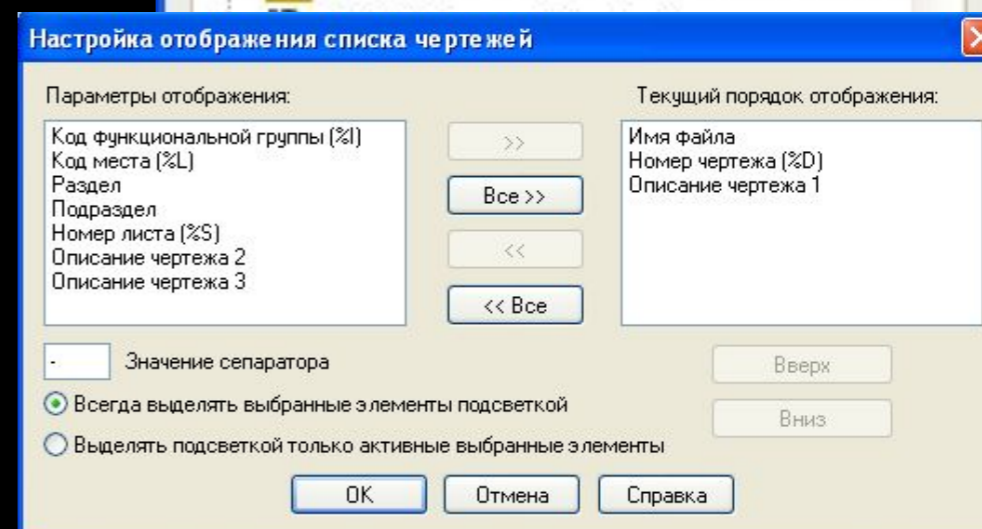 Настройка отображения списка чертежей
Параметры отображения:
Текущий порядок отображения:
Код функциональной группы (%I)
Код места (%L)
Раздел
Подраздел
Номер листа (%S)
Описание чертежа 2
Описание чертежа 3
>>
Все >>
<<
<< Все
Имя файла
Номер чертежа (%D)
Описание чертежа 1
- Значение сепаратора
Вверх
Всегда выделять выбранные элементы подсветкой
Вниз
Выделять подсветкой только активные выбранные элементы
OK Отмена Справка